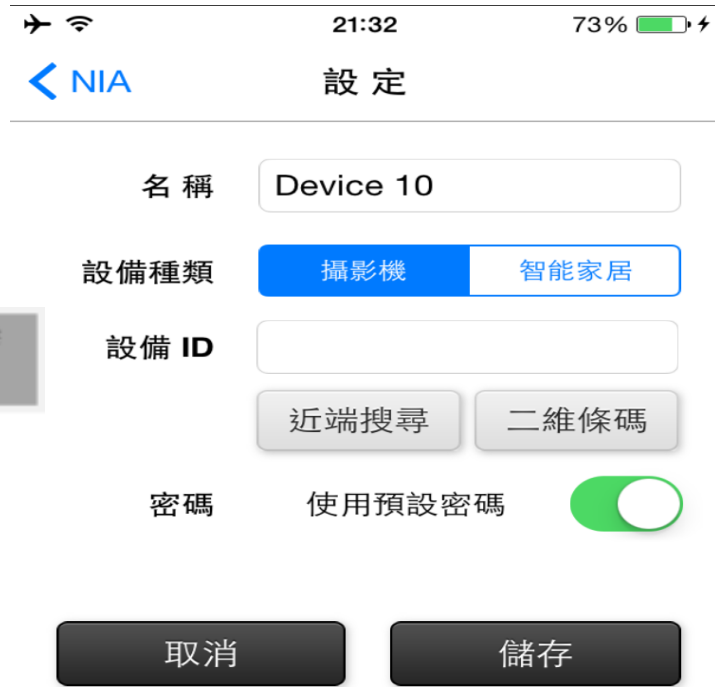 21:32 73%
NIA 設定
名稱 Device 10
設備種類 攝影機 智能家居
設備 ID
近端搜尋 二維條碼
密碼 使用預設密碼
取消 儲存